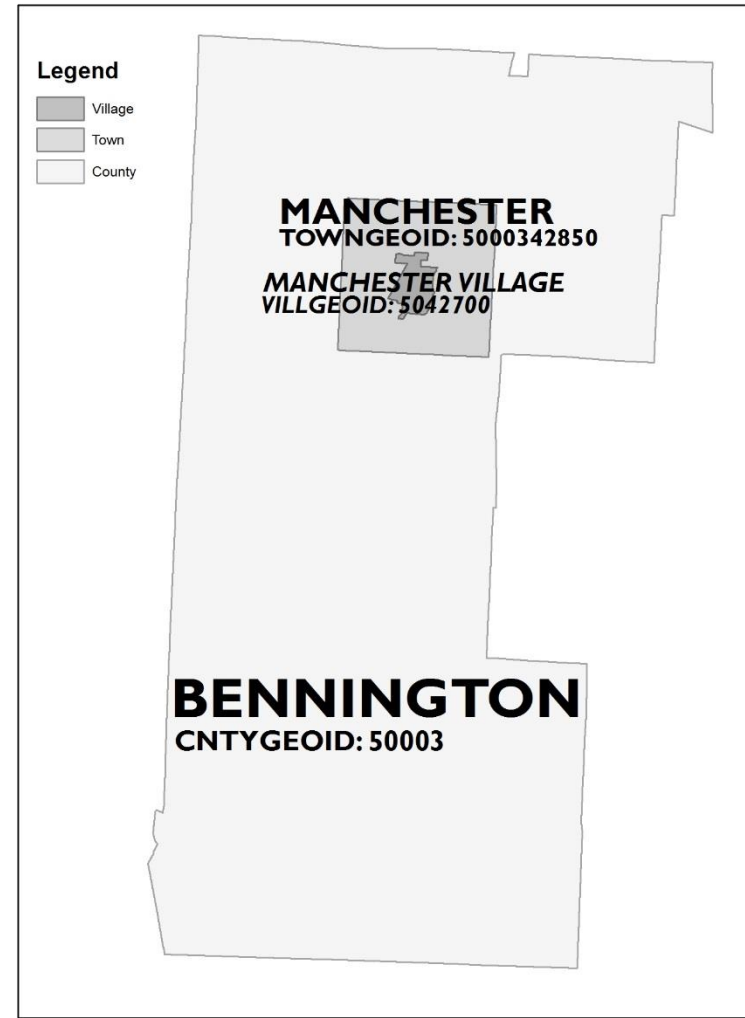 Legend
Village
Town
County
MANCHESTER
TOWNGEOID: 5000342850
MANCHESTER VILLAGE
VILLGEOID: 5042700
BENNINGTON
CNTYGEOID: 50003